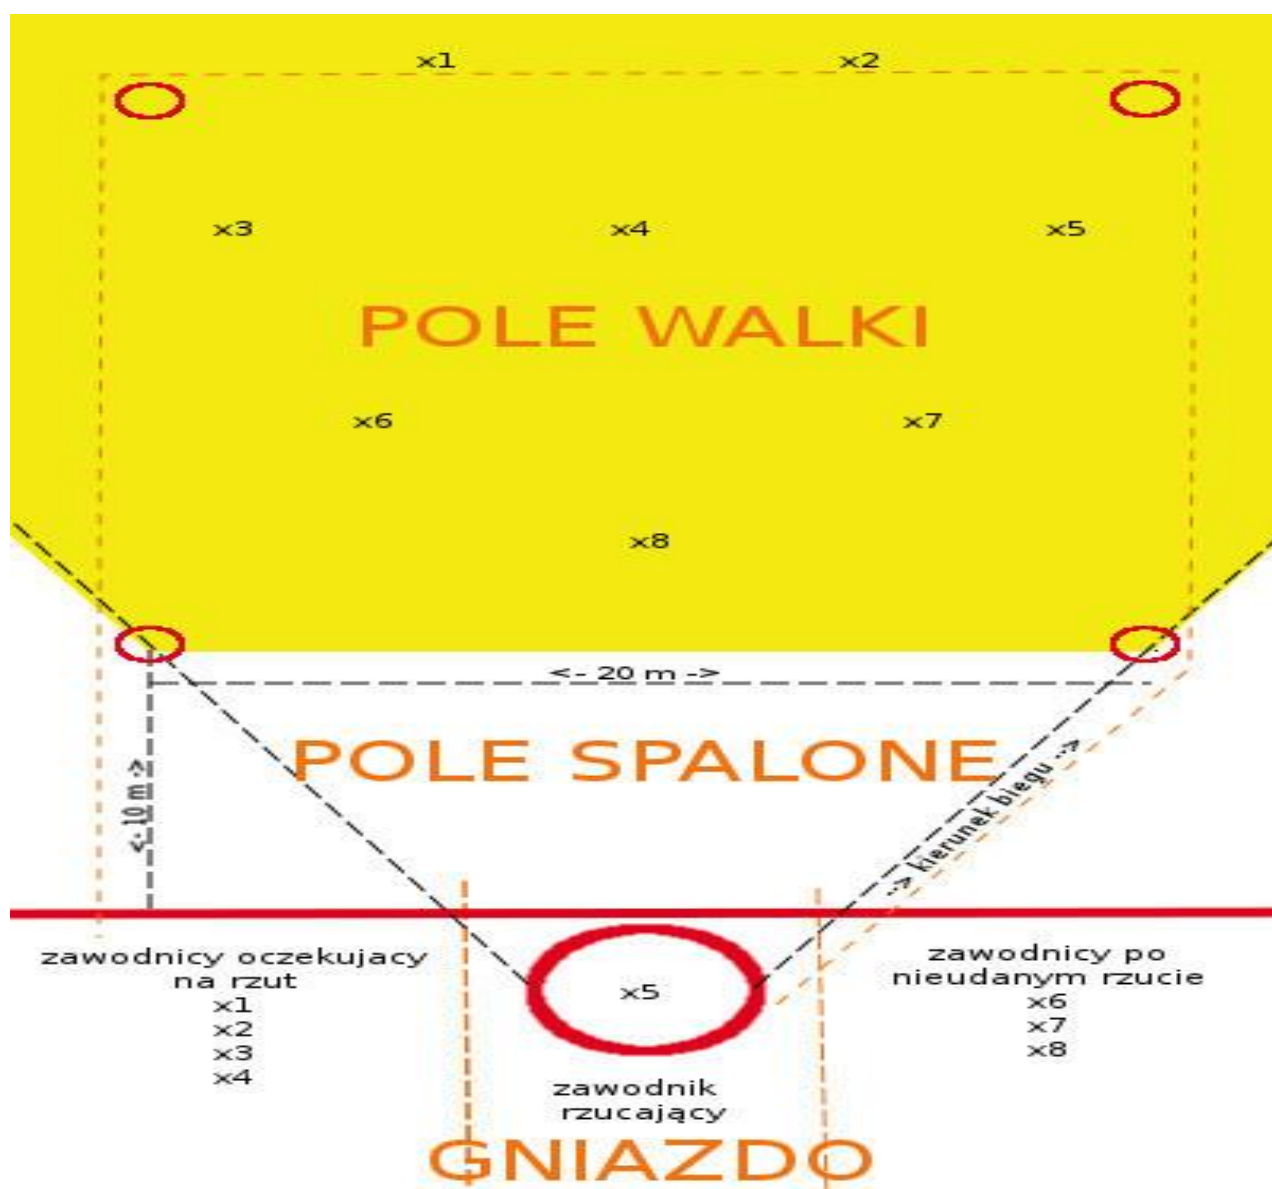 x1 x2
x3 x4 x5
POLE WALKI
x6 x7
x8
<- 20 m ->
POLE SPALONE
<- 10 m ->
--> kierunek biegu -->
zawodnicy oczekujacy
na rzut
x1
x2
x3
x4
x5
zawodnik
rzucający
zawodnicy po
nieudanym rzucie
x6
x7
x8
GNIAZDO